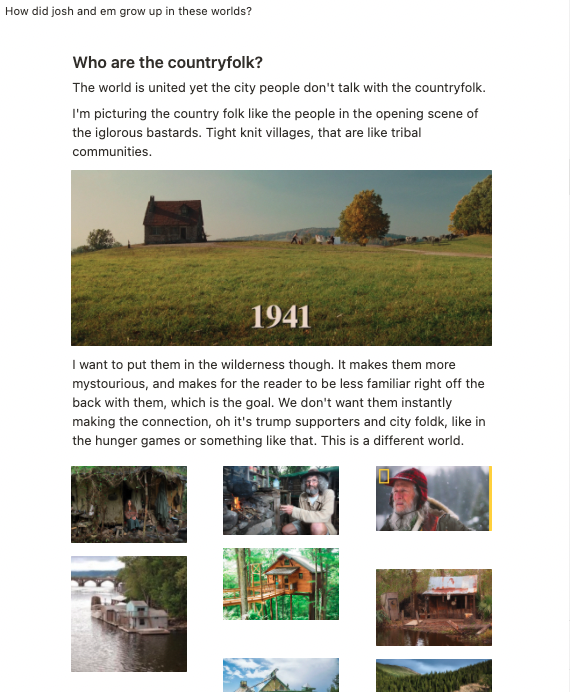 How did josh and em grow up in these worlds?
Who are the countryfolk?
The world is united yet the city people don't talk with the countryfolk.
I'm picturing the country folk like the people in the opening scene of
the iglorous bastards. Tight knit villages, that are like tribal
communities.
1941
I want to put them in the wilderness though. It makes them more
mystourious, and makes for the reader to be less familiar right off the
back with them, which is the goal. We don't want them instantly
making the connection, oh it's trump supporters and city foldk, like in
the hunger games or something like that. This is a different world.